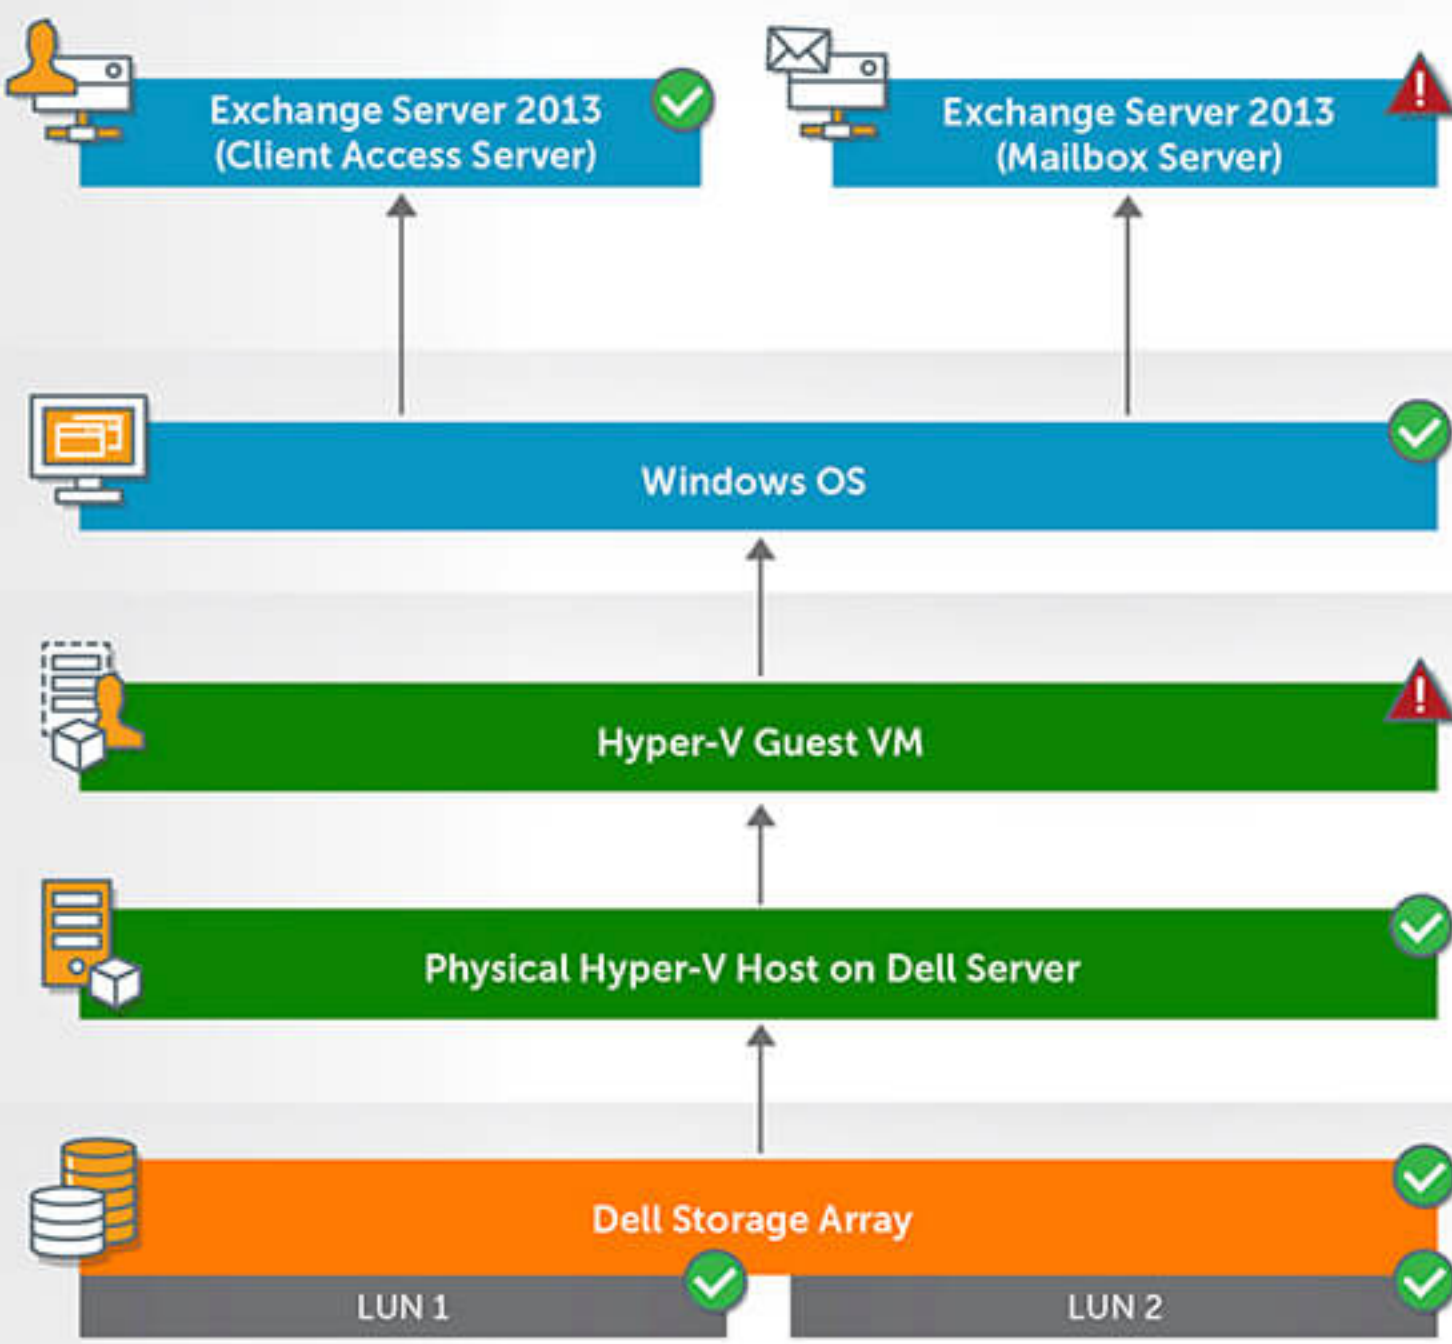 Exchange Server 2013
(Client Access Server)
Exchange Server 2013
(Mailbox Server)
Windows OS
Hyper-V Guest VM
Physical Hyper-V Host on Dell Server
Dell Storage Array
LUN 1
LUN 2